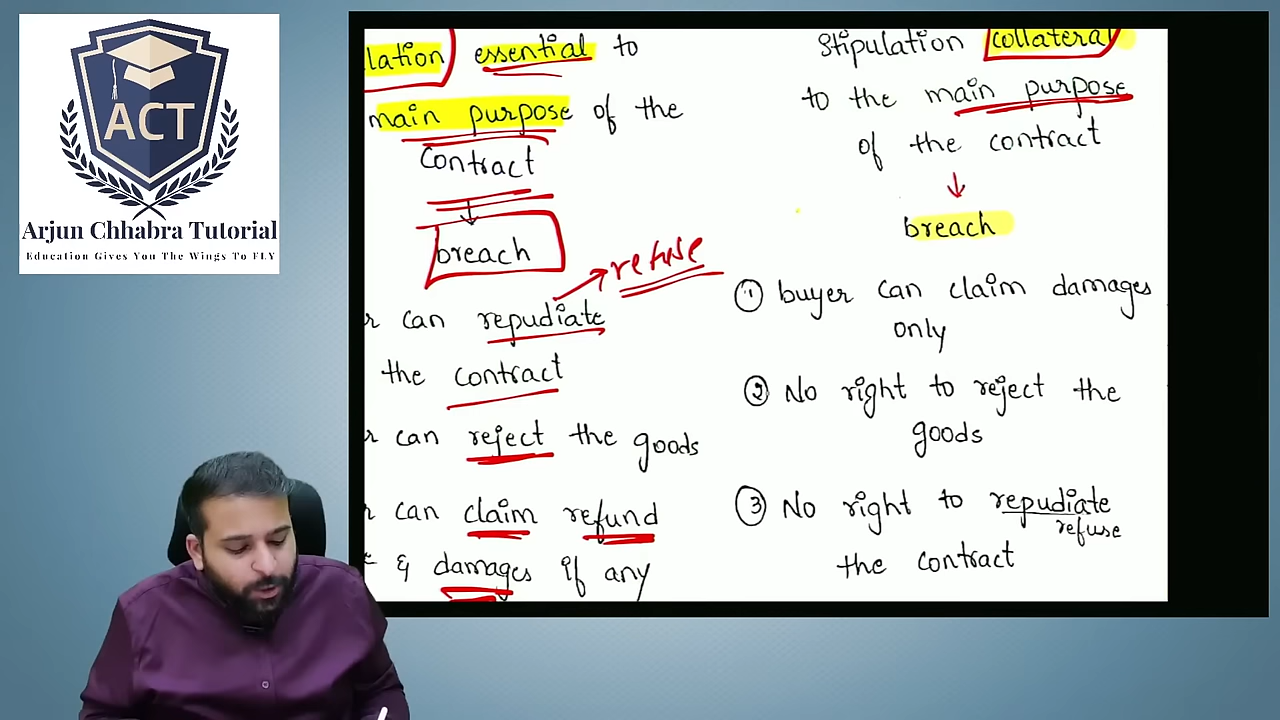 ACT
Arjun Chhabra Tutorial
Education Gives You The Wings To FLY
lation essential to
main purpose of the
Contract
breach
refuse
r can repudiate
the contract
r can reject the goods
r can claim refund
& damages if any
Stipulation collateral
to the main purpose
of the contract
breach
① buyer can claim damages
only
② No right to reject the
goods
③ No right to repudiate
refuse
the contract